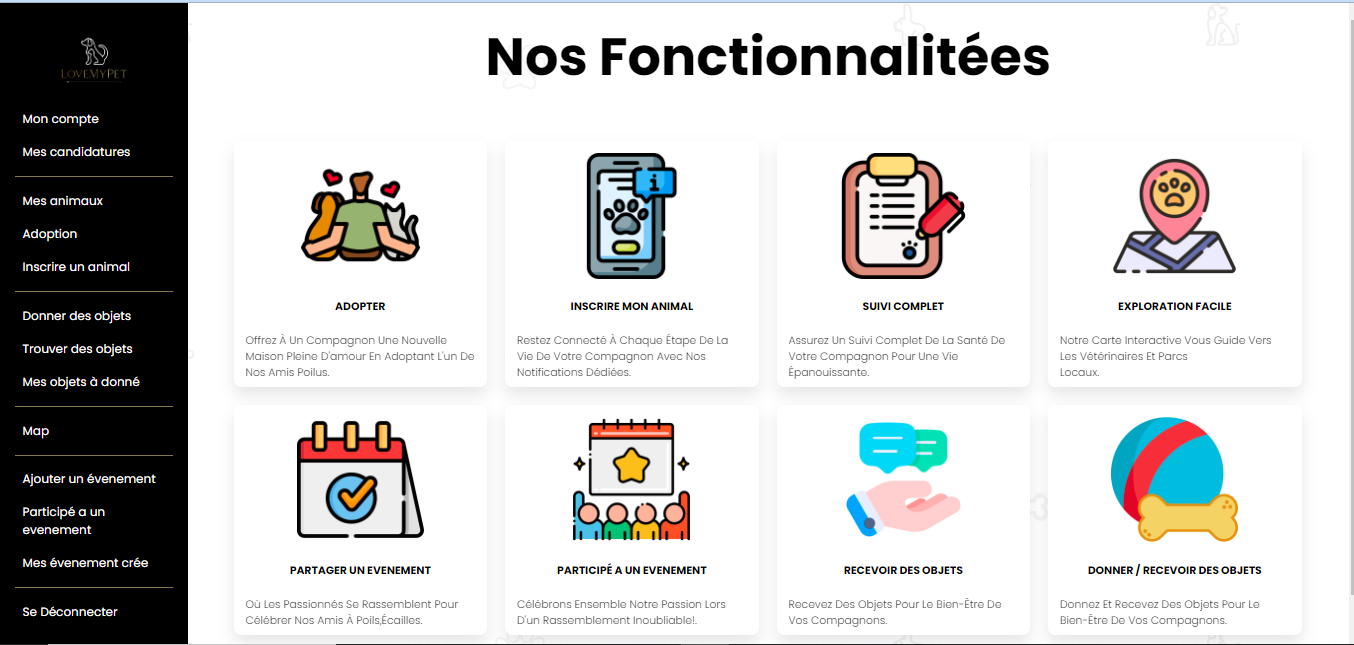 LOVEMYPET
Mon compte
Mes candidatures
Mes animaux
Adoption
Inscrire un animal
Donner des objets
Trouver des objets
Mes objets à donné
Map
Ajouter un évenement
Participé a un
evenement
Mes évenement crée
Se Déconnecter
Nos Fonctionnalitées
ADOPTER
Offrez À Un Compagnon Une Nouvelle
Maison Pleine D'amour En Adoptant L'un De
Nos Amis Poilus.
INSCRIRE MON ANIMAL
Restez Connecté À Chaque Étape De La
Vie De Votre Compagnon Avec Nos
Notifications Dédiées.
SUIVI COMPLET
Assurez Un Suivi Complet De La Santé De
Votre Compagnon Pour Une Vie
Épanouissante.
EXPLORATION FACILE
Notre Carte Interactive Vous Guide Vers
Les Vétérinaires Et Parcs
Locaux.
PARTAGER UN EVENEMENT
Où Les Passionnés Se Rassemblent Pour
Célébrer Nos Amis À Poils,Écailles.
PARTICIPÉ A UN EVENEMENT
Célébrons Ensemble Notre Passion Lors
D'un Rassemblement Inoubliable!.
RECEVOIR DES OBJETS
Recevez Des Objets Pour Le Bien-Être De
Vos Compagnons.
DONNER / RECEVOIR DES OBJETS
Donnez Et Recevez Des Objets Pour Le
Bien-Être De Vos Compagnons.